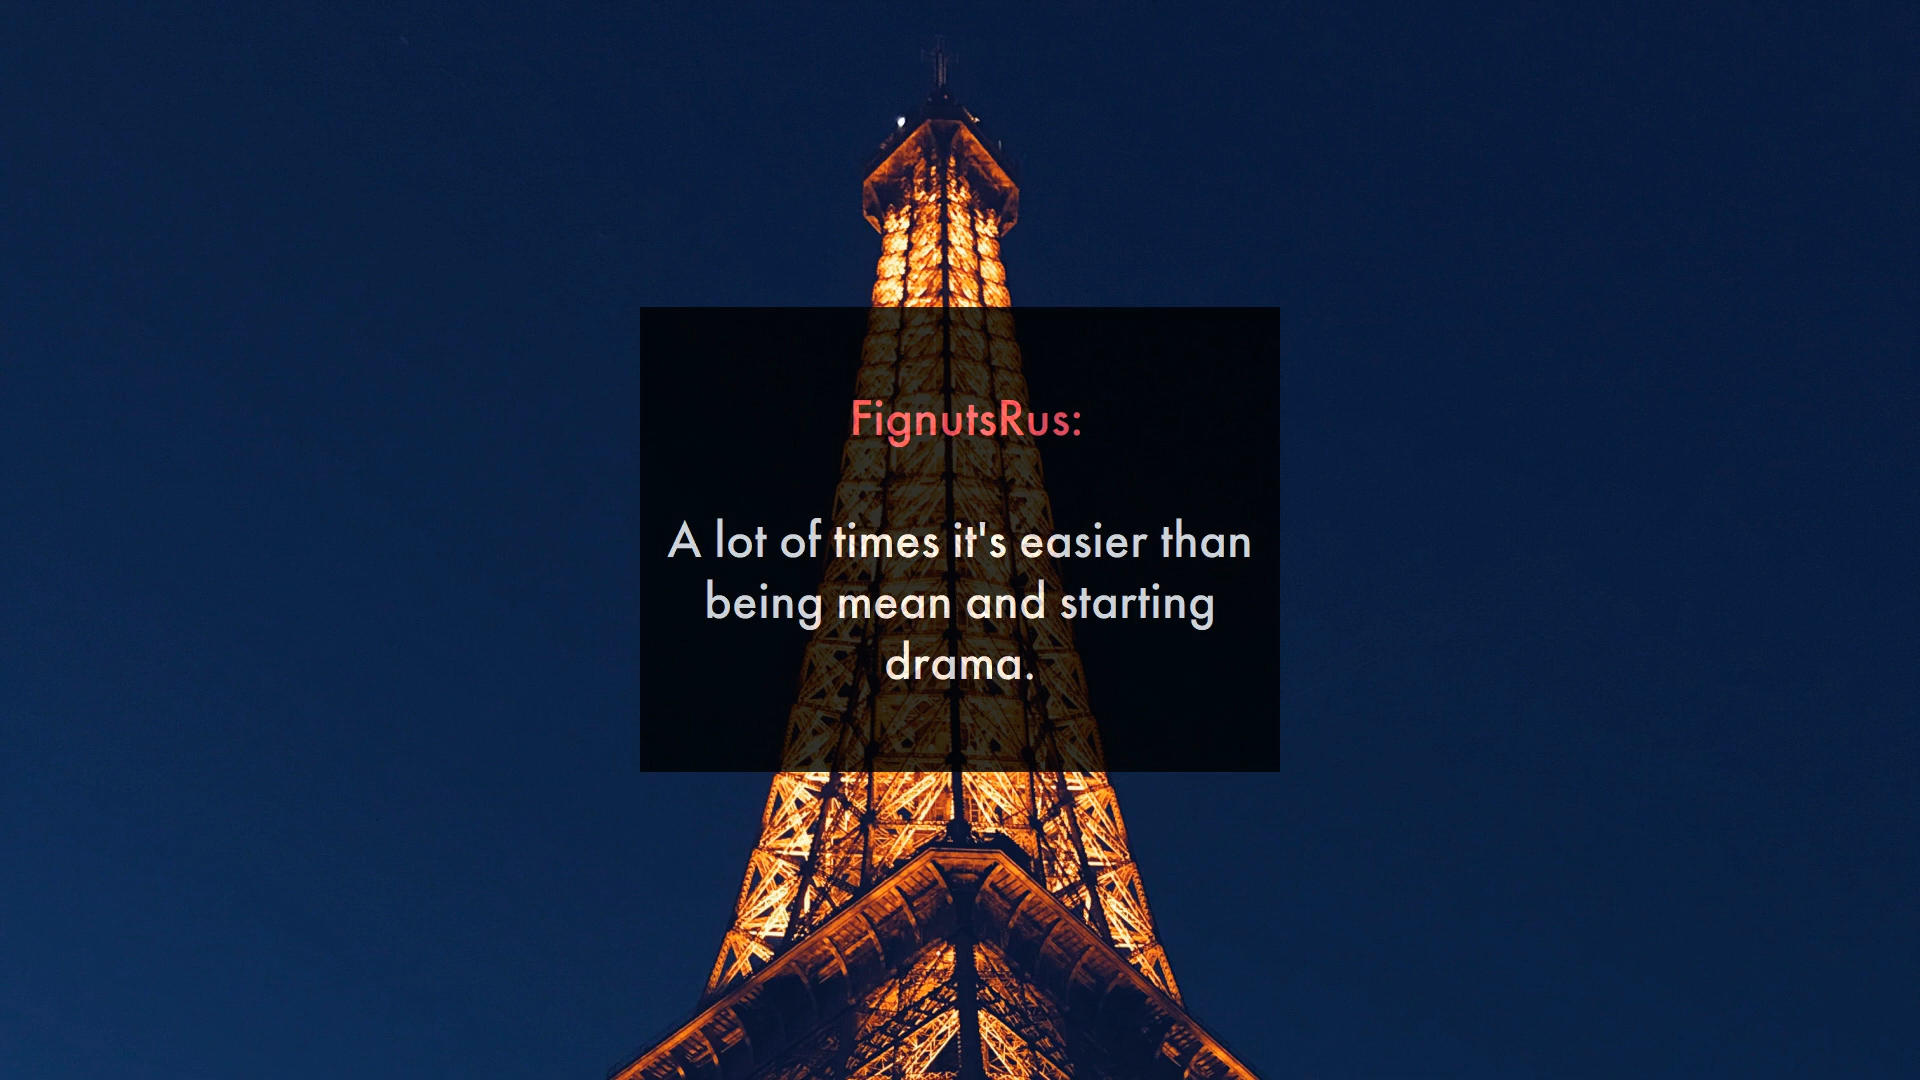 FignutsRus:
A lot of times it's easier than
being mean and starting
drama.